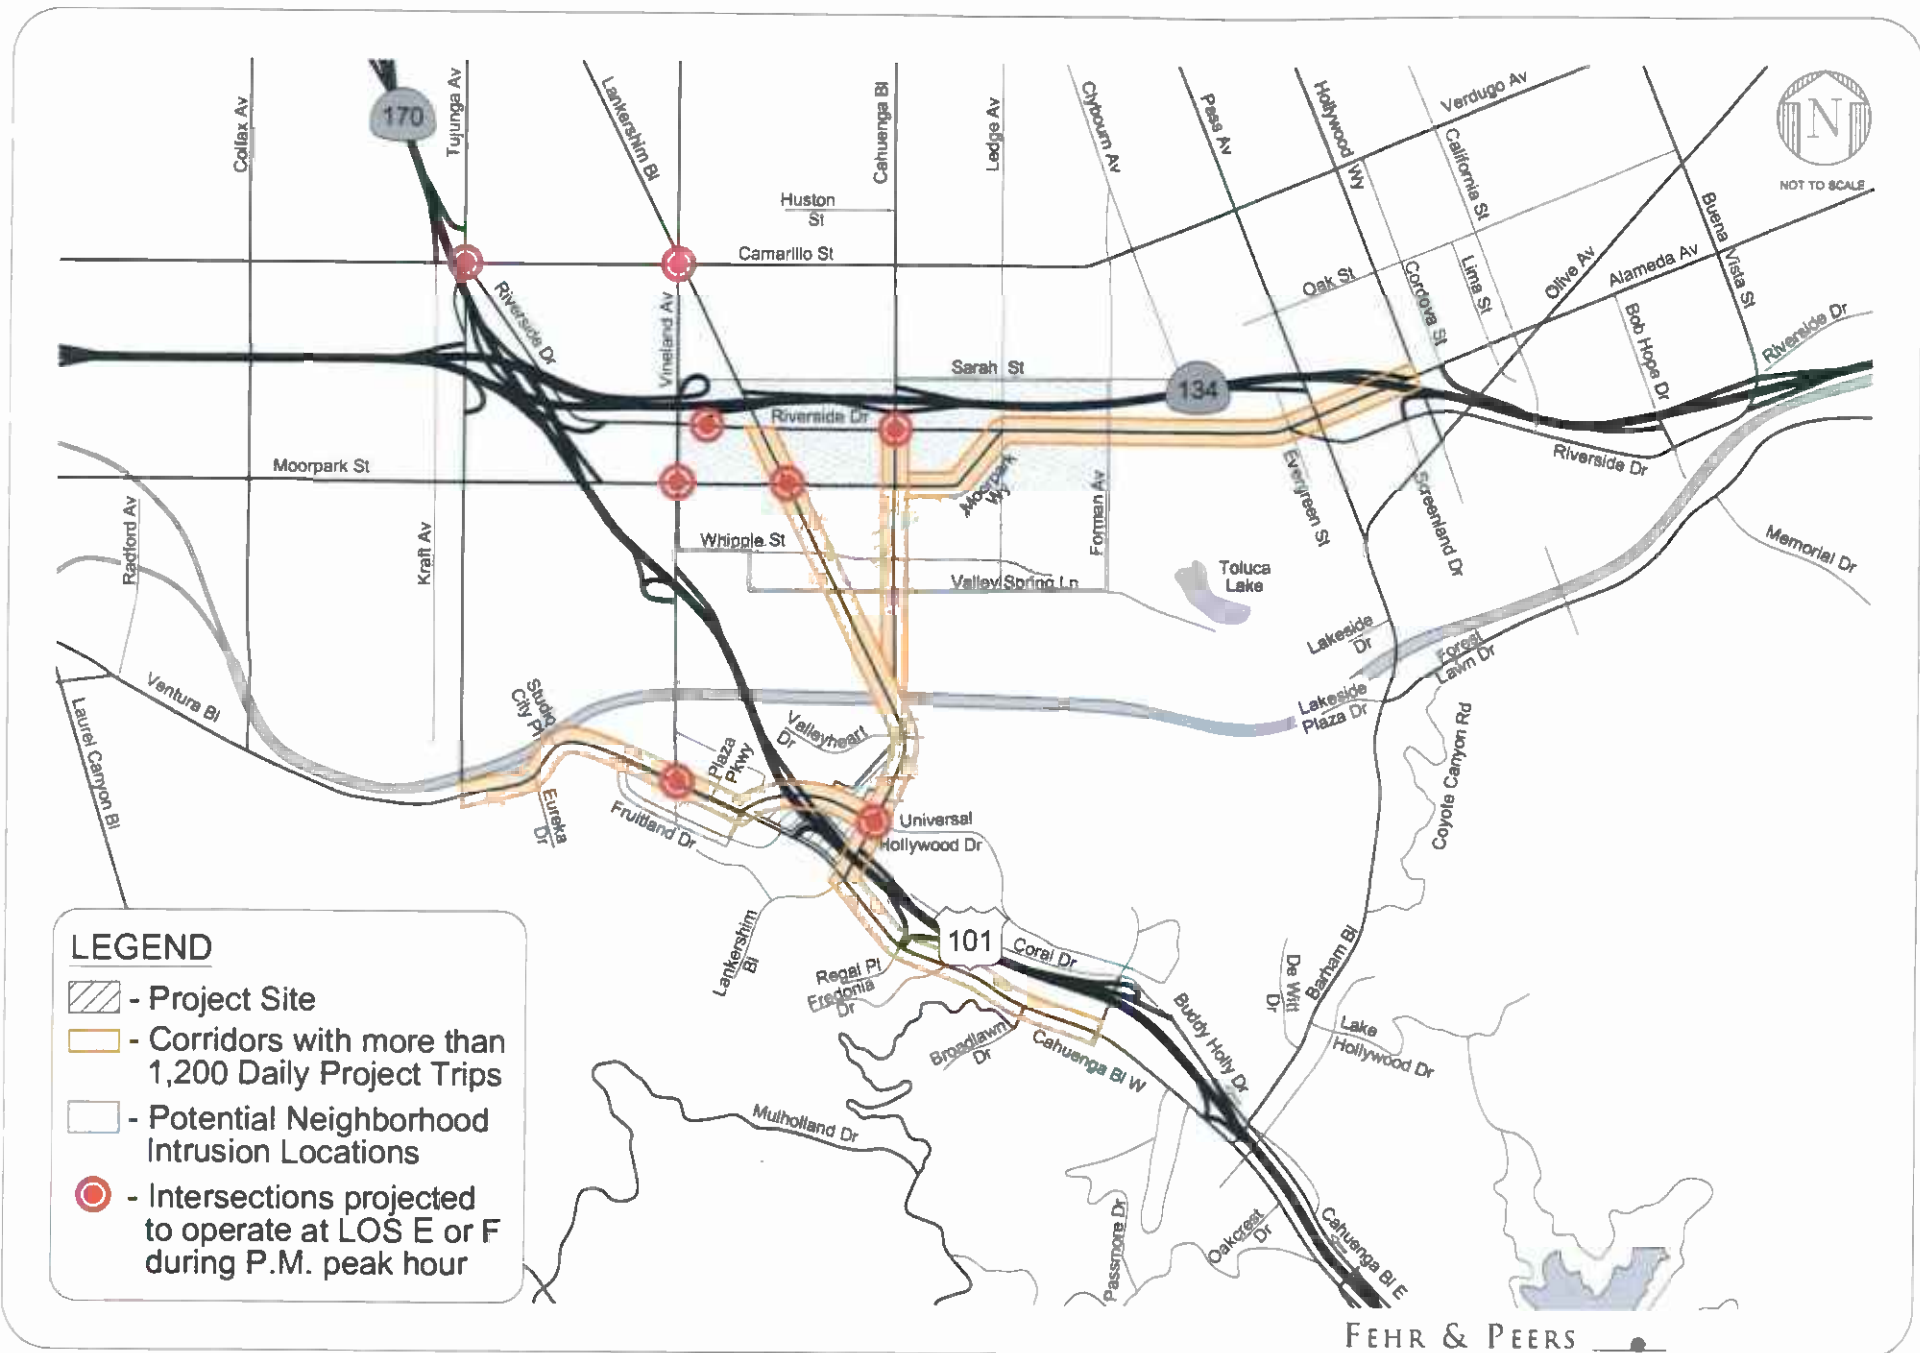 170
Colfax Av
Tujunga Av
Lankershim Bl
Cahuenga Bl
Ledge Av
Clybourn Av
Pass Av
Hollywood Wy
California St
Verdugo Av
N
NOT TO SCALE
Huston
St
Camarillo St
Riverside Dr
Vineland Av
Oak St
Cordova St
Lima St
Olive Av
Alameda Av
Buena
Vista St
Bob Hope Dr
Riverside Dr
Sarah St
134
Riverside Dr
Moorpark St
Moorpark
Wy
Forman Av
Evergreen St
Screenland Dr
Riverside Dr
Memorial Dr
Radford Av
Kraft Av
Whipple St
Valley Spring Ln
Toluca
Lake
Lakeside
Dr
Forest
Lawn Dr
Lakeside
Plaza Dr
Laurel Canyon Bl
Ventura Bl
Studio
City Pl
Valleyheart
Dr
Plaza
Pkwy
Eureka
Dr
Fruitland Dr
Universal
Hollywood Dr
Coyote Canyon Rd
Lankershim
Bl
101
Coral Dr
Regal Pl
Fredonia
Dr
Broadlawn
Dr
Cahuenga Bl W
Buddy Holly Dr
De Witt
Dr
Barham Bl
Lake
Hollywood Dr
Mulholland Dr
Passmore Dr
Oakcrest
Dr
Cahuenga Bl E
LEGEND
- Project Site
- Corridors with more than
1,200 Daily Project Trips
- Potential Neighborhood
Intrusion Locations
- Intersections projected
to operate at LOS E or F
during P.M. peak hour
FEHR & PEERS